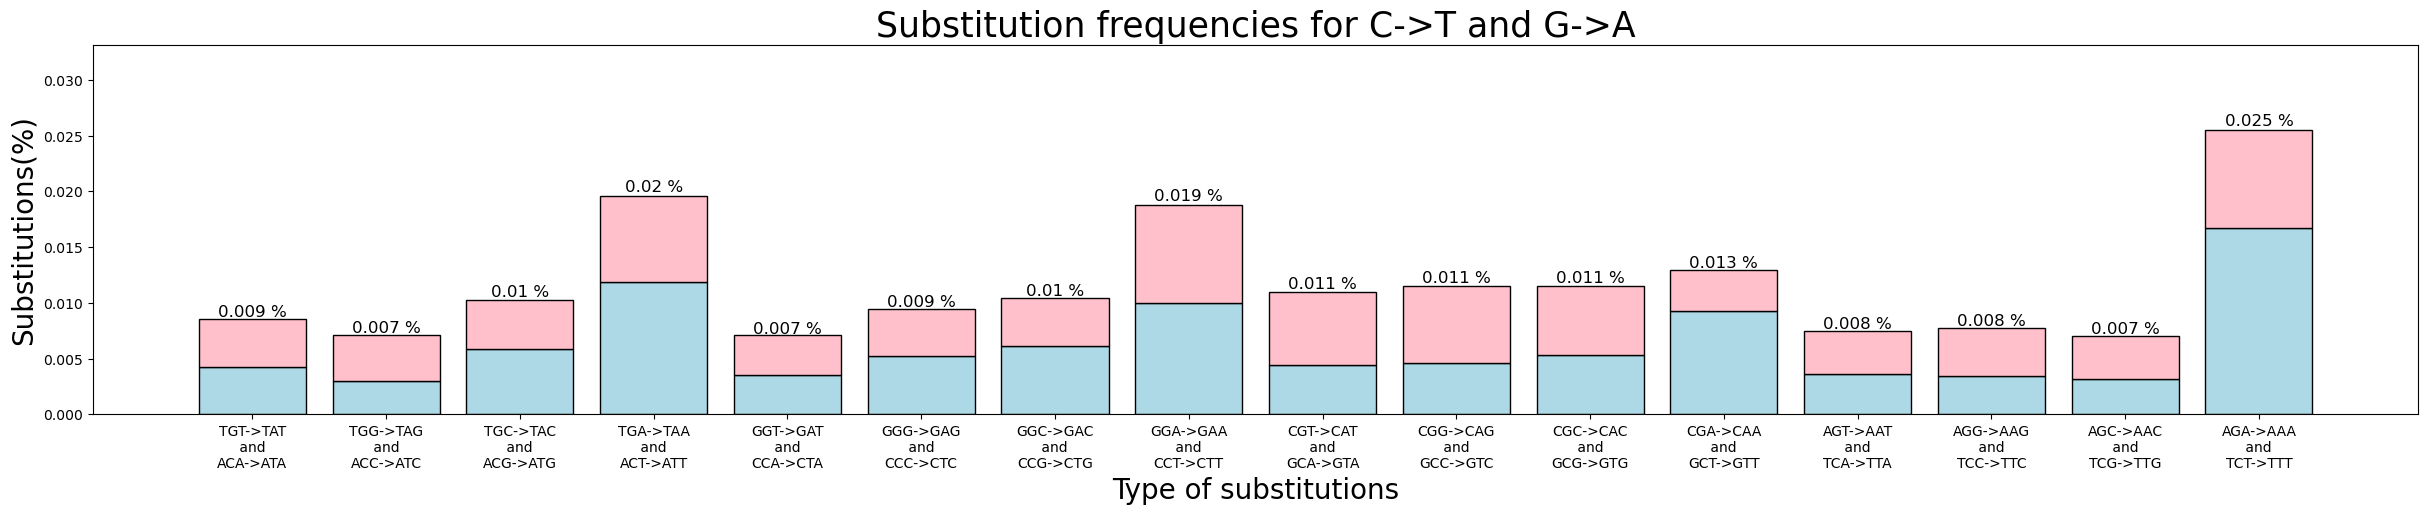 Substitution frequencies for C->T and G->A
Substitutions(%)
0.030
0.025
0.020
0.015
0.010
0.005
0.000
0.009 %
0.007 %
0.01 %
0.02 %
0.007 %
0.009 %
0.01 %
0.019 %
0.011 %
0.011 %
0.011 %
0.013 %
0.008 %
0.008 %
0.007 %
0.025 %
TGT->TAT
and
ACA->ATA
TGG->TAG
and
ACC->ATC
TGC->TAC
and
ACG->ATG
TGA->TAA
and
ACT->ATT
GGT->GAT
and
CCA->CTA
GGG->GAG
and
CCC->CTC
GGC->GAC
and
CCG->CTG
GGA->GAA
and
CCT->CTT
CGT->CAT
and
GCA->GTA
CGG->CAG
and
GCC->GTC
CGC->CAC
and
GCG->GTG
CGA->CAA
and
GCT->GTT
AGT->AAT
and
TCA->TTA
AGG->AAG
and
TCC->TTC
AGC->AAC
and
TCG->TTG
AGA->AAA
and
TCT->TTT
Type of substitutions